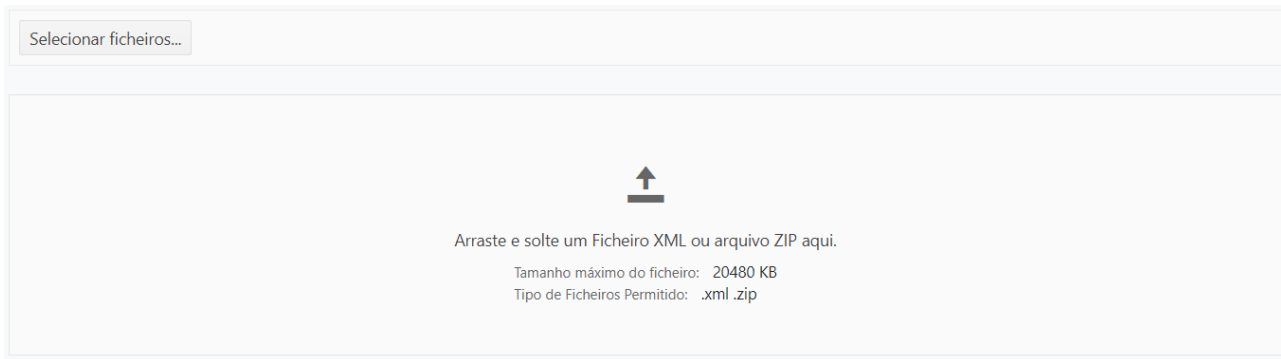 Selecionar ficheiros...
Arraste e solte um Ficheiro XML ou arquivo ZIP aqui.
Tamanho máximo do ficheiro: 20480 KB
Tipo de Ficheiros Permitido: .xml .zip